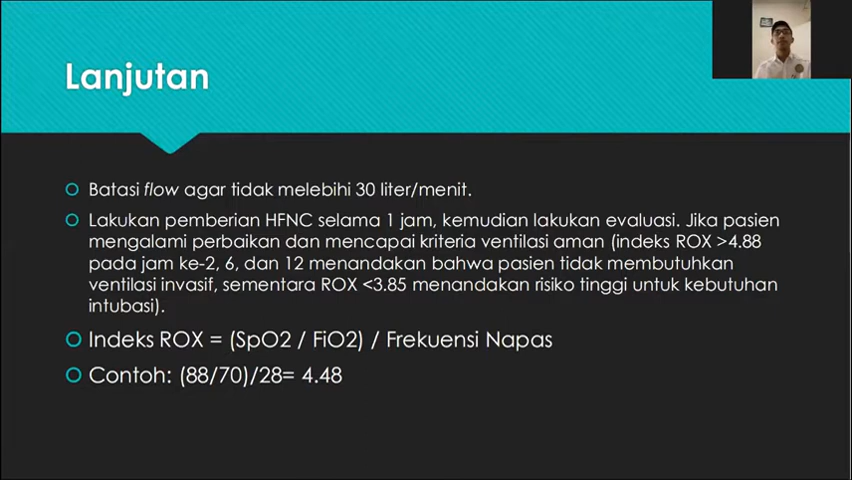 Lanjutan
Batasi flow agar tidak melebihi 30 liter/menit.
Lakukan pemberian HFNC selama 1 jam, kemudian lakukan evaluasi. Jika pasien
mengalami perbaikan dan mencapai kriteria ventilasi aman (indeks ROX >4.88
pada jam ke-2, 6, dan 12 menandakan bahwa pasien tidak membutuhkan
ventilasi invasif, sementara ROX <3.85 menandakan risiko tinggi untuk kebutuhan
intubasi).
Indeks ROX = (SpO2 / FiO2) / Frekuensi Napas
Contoh: (88/70)/28= 4.48